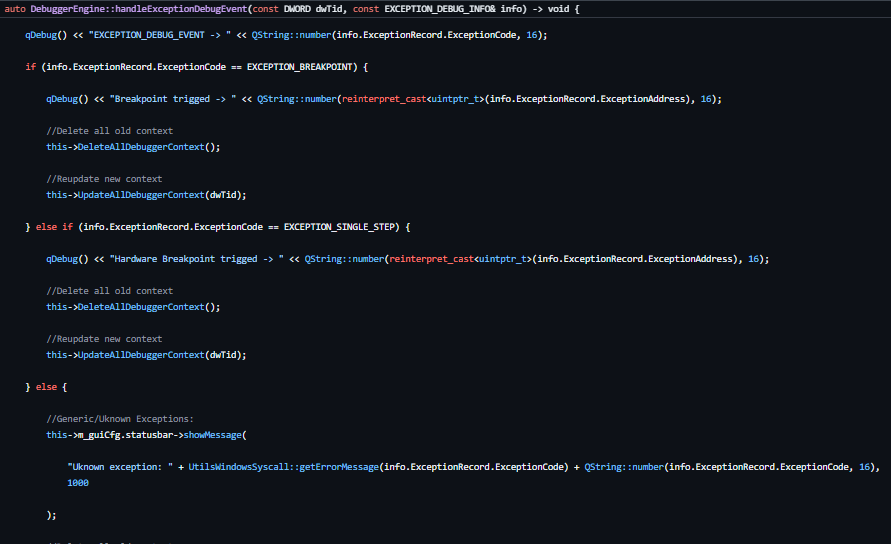 auto DebuggerEngine::handleExceptionDebugEvent(const DWORD dwTid, const EXCEPTION_DEBUG_INFO& info) -> void {
qDebug() << "EXCEPTION_DEBUG_EVENT -> " << QString::number(info.ExceptionRecord.ExceptionCode, 16);
if (info.ExceptionRecord.ExceptionCode == EXCEPTION_BREAKPOINT) {
qDebug() << "Breakpoint trigged -> " << QString::number(reinterpret_cast<uintptr_t>(info.ExceptionRecord.ExceptionAddress), 16);
//Delete all old context
this->DeleteAllDebuggerContext();
//Reupdate new context
this->UpdateAllDebuggerContext(dwTid);
} else if (info.ExceptionRecord.ExceptionCode == EXCEPTION_SINGLE_STEP) {
qDebug() << "Hardware Breakpoint trigged -> " << QString::number(reinterpret_cast<uintptr_t>(info.ExceptionRecord.ExceptionAddress), 16);
//Delete all old context
this->DeleteAllDebuggerContext();
//Reupdate new context
this->UpdateAllDebuggerContext(dwTid);
} else {
//Generic/Uknown Exceptions:
this->m_guiCfg.statusbar->showMessage(
"Uknown exception: " + UtilsWindowsSyscall::getErrorMessage(info.ExceptionRecord.ExceptionCode) + QString::number(info.ExceptionRecord.ExceptionCode, 16),
1000
);